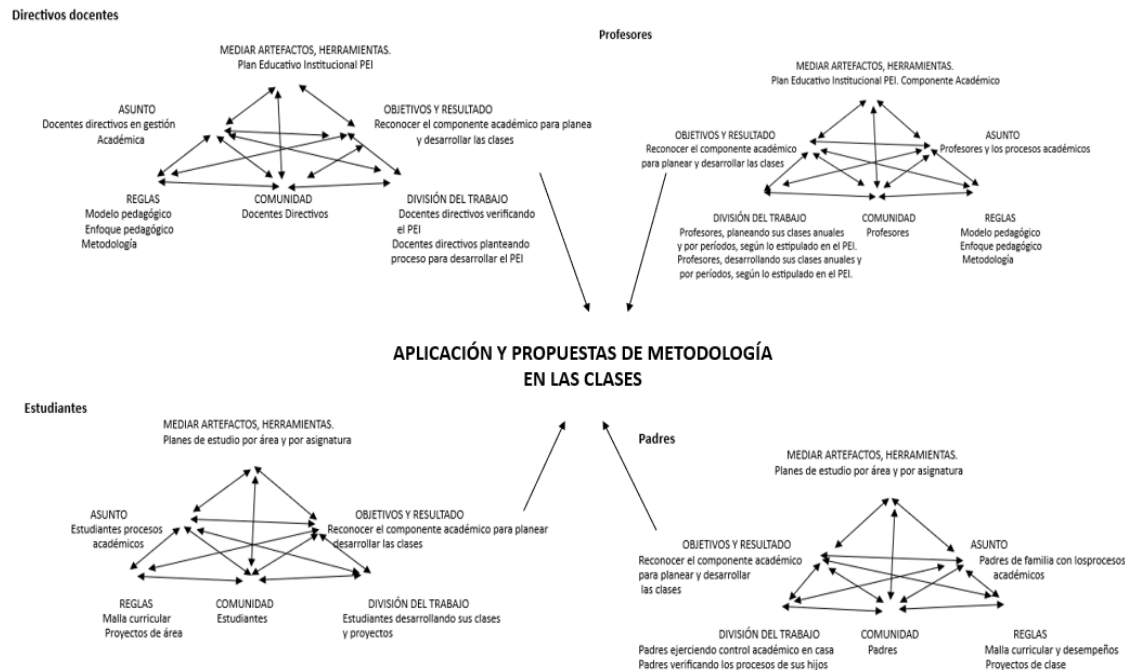 Directivos docentes
MEDIAR ARTEFACTOS, HERRAMIENTAS.
Plan Educativo Institucional PEI
ASUNTO
Docentes directivos en gestión
Académica
OBJETIVOS Y RESULTADO
Reconocer el componente académico para planea
y desarrollar las clases
REGLAS
Modelo pedagógico
Enfoque pedagógico
Metodología
COMUNIDAD
Docentes Directivos
DIVISIÓN DEL TRABAJO
Docentes directivos verificando
el PEI
Docentes directivos planteando
proceso para desarrollar el PEI
Profesores
MEDIAR ARTEFACTOS, HERRAMIENTAS.
Plan Educativo Institucional PEI. Componente Académico
OBJETIVOS Y RESULTADO
Reconocer el componente académico
para planear y desarrollar las clases
ASUNTO
Profesores y los procesos académicos
DIVISIÓN DEL TRABAJO
Profesores, planeando sus clases anuales
y por períodos, según lo estipulado en el PEI.
Profesores, desarrollando sus clases anuales y
por períodos, según lo estipulado en el PEI.
COMUNIDAD
Profesores
REGLAS
Modelo pedagógico
Enfoque pedagógico
Metodología
APLICACIÓN Y PROPUESTAS DE METODOLOGÍA
EN LAS CLASES
Estudiantes
MEDIAR ARTEFACTOS, HERRAMIENTAS.
Planes de estudio por área y por asignatura
ASUNTO
Estudiantes procesos
académicos
OBJETIVOS Y RESULTADO
Reconocer el componente académico para planear
desarrollar las clases
REGLAS
Malla curricular
Proyectos de área
COMUNIDAD
Estudiantes
DIVISIÓN DEL TRABAJO
Estudiantes desarrollando sus clases
y proyectos
Padres
MEDIAR ARTEFACTOS, HERRAMIENTAS.
Planes de estudio por área y por asignatura
OBJETIVOS Y RESULTADO
Reconocer el componente académico
para planear y desarrollar
las clases
ASUNTO
Padres de familia con losprocesos
académicos
DIVISIÓN DEL TRABAJO
Padres ejerciendo control académico en casa
Padres verificando los procesos de sus hijos
COMUNIDAD
Padres
REGLAS
Malla curricular y desempeños
Proyectos de clase